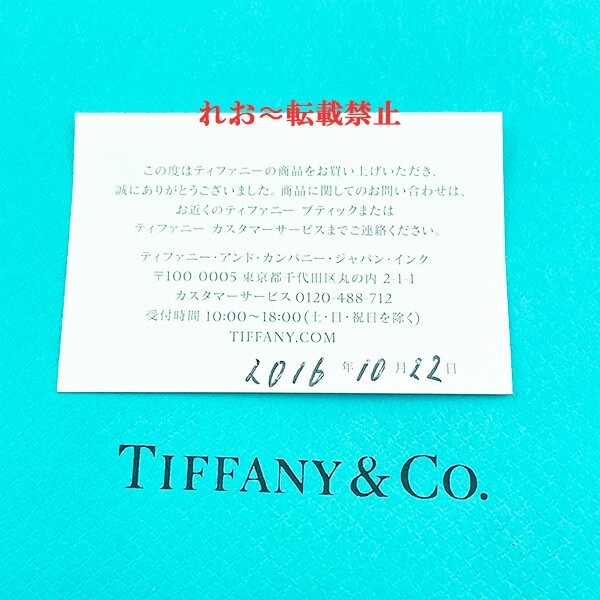 れお〜転載禁止
この度はティファニーの商品をお買い上げいただき、
誠にありがとうございました。商品に関してのお問い合わせは、
お近くのティファニー ブティックまたは
ティファニー カスタマーサービスまでご連絡ください。
ティファニー・アンド・カンパニー・ジャパン・インク
〒100-0005 東京都千代田区丸の内 2-1-1
カスタマーサービス 0120-488-712
受付時間 10:00〜18:00(土・日・祝日を除く)
TIFFANY.COM
2016 年 10 月 22 日
TIFFANY & CO.